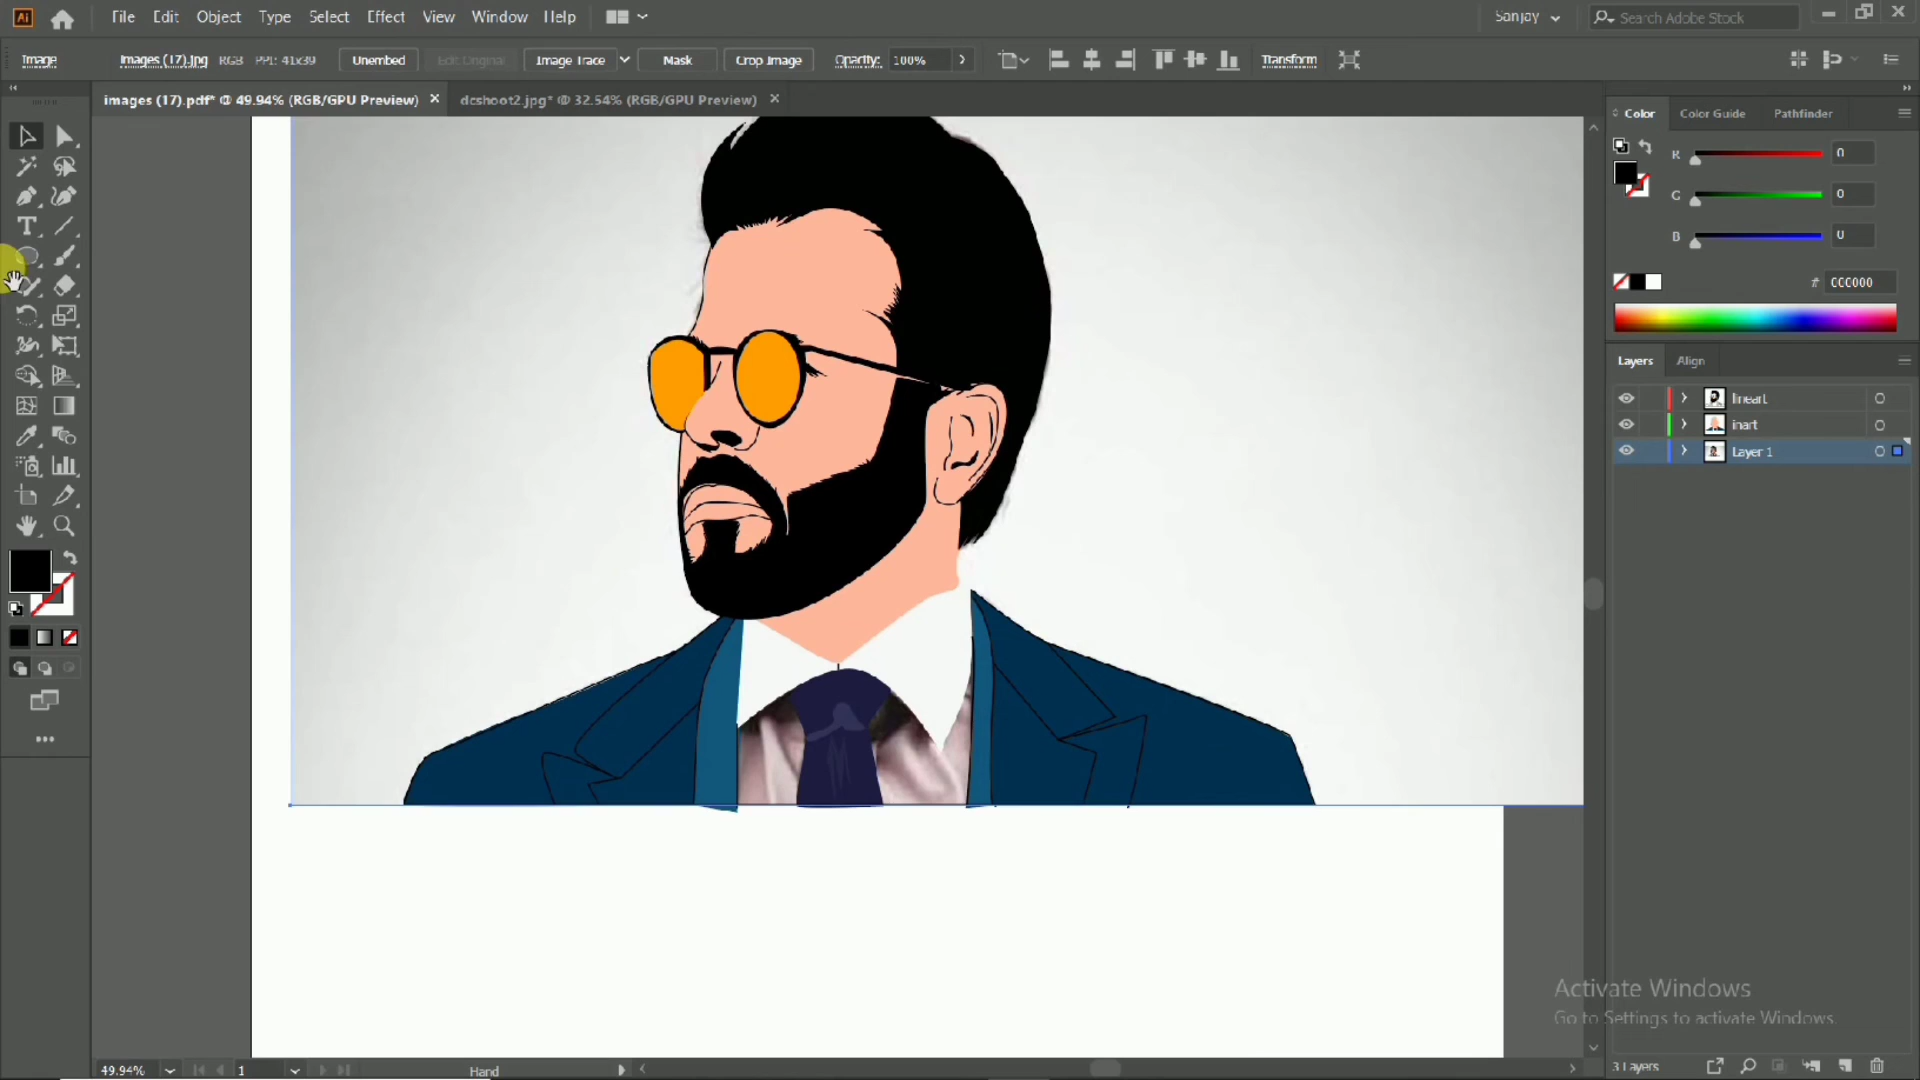 Ai File Edit Object Type Select Effect View Window Help Sanjay Search Adobe Stock
Image images (17).jpg RGB PPI: 41x39 Unembed Edit Original Image Trace Mask Crop Image Opacity: 100% Transform
images (17).pdf* @ 49.94% (RGB/GPU Preview) dcshoot2.jpg* @ 32.54% (RGB/GPU Preview)
Color Color Guide Pathfinder
R 0
G 0
B 0
# 000000
Layers Align
lineart
inart
Layer 1
T
Activate Windows
Go to Settings to activate Windows.
49.94% 1 Hand 3 Layers